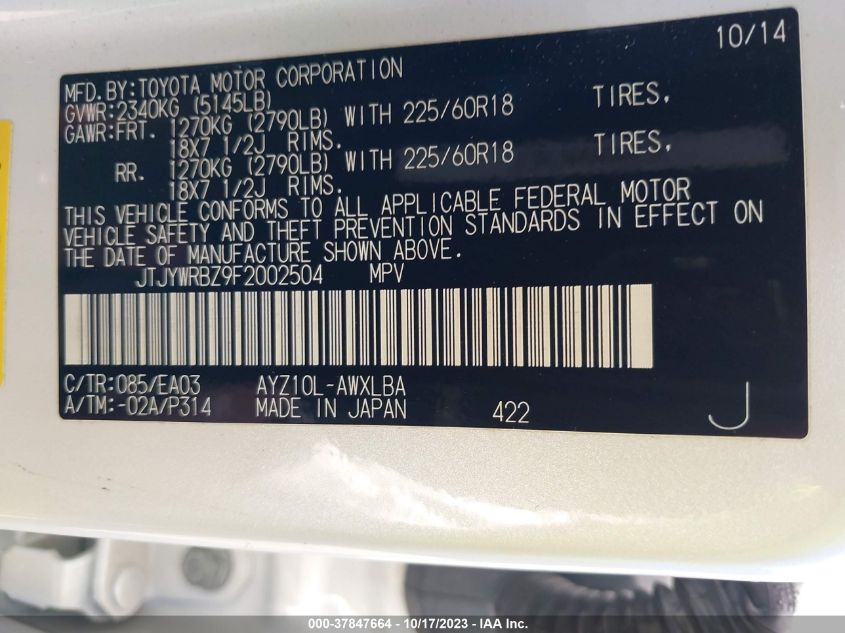 10/14
MFD. BY: TOYOTA MOTOR CORPORATION
GVWR: 2340KG (5145LB)
GAWR: FRT. 1270KG (2790LB) WITH 225/60R18 TIRES,
18X7 1/2J RIMS.
RR. 1270KG (2790LB) WITH 225/60R18 TIRES,
18X7 1/2J RIMS.
THIS VEHICLE CONFORMS TO ALL APPLICABLE FEDERAL MOTOR
VEHICLE SAFETY AND THEFT PREVENTION STANDARDS IN EFFECT ON
THE DATE OF MANUFACTURE SHOWN ABOVE.
JTJYWRBZ9F2002504 MPV
C/TR: 085/EA03 AYZ10L-AWXLBA
A/TM: -02A/P314 MADE IN JAPAN 422 J
000-37847664 - 10/17/2023 - IAA Inc.